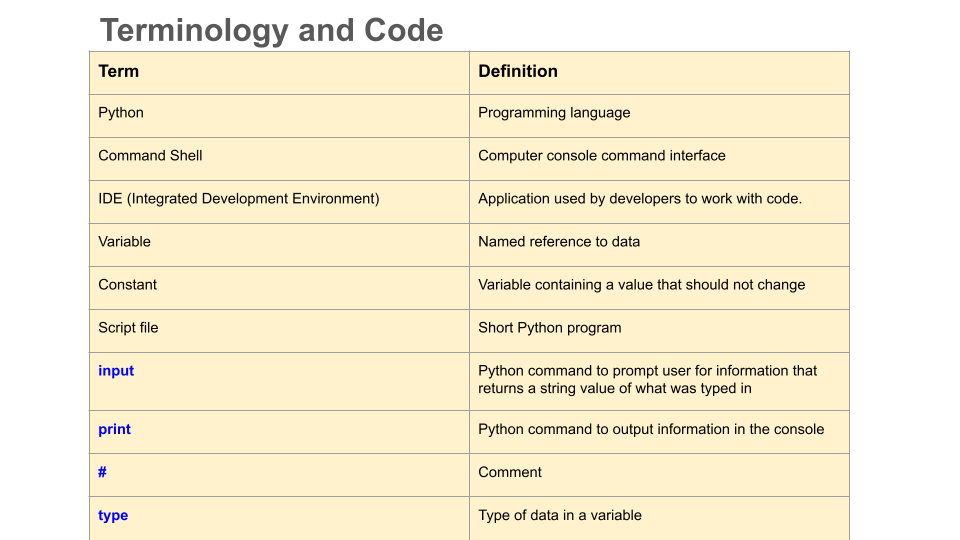 Terminology and Code
Term
Definition
Python
Programming language
Command Shell
Computer console command interface
IDE (Integrated Development Environment)
Application used by developers to work with code.
Variable
Named reference to data
Constant
Variable containing a value that should not change
Script file
Short Python program
input
Python command to prompt user for information that
returns a string value of what was typed in
print
Python command to output information in the console
#
Comment
type
Type of data in a variable